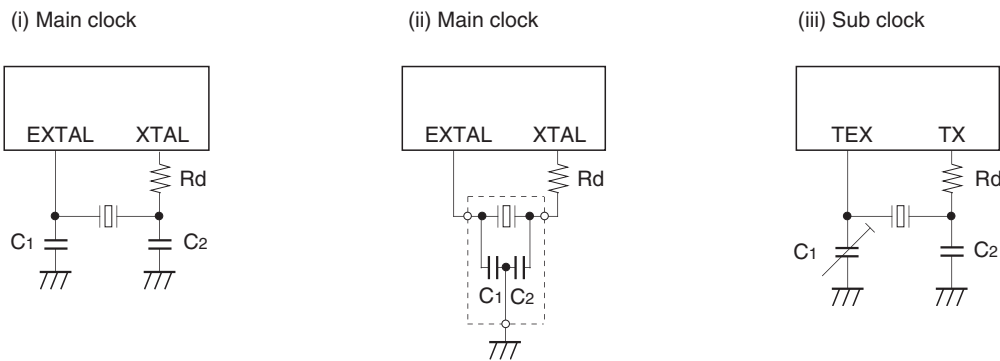 (i) Main clock
(ii) Main clock
(iii) Sub clock
EXTAL XTAL
EXTAL XTAL
TEX TX
Rd
Rd
Rd
C1
C2
C1 C2
C1
C2